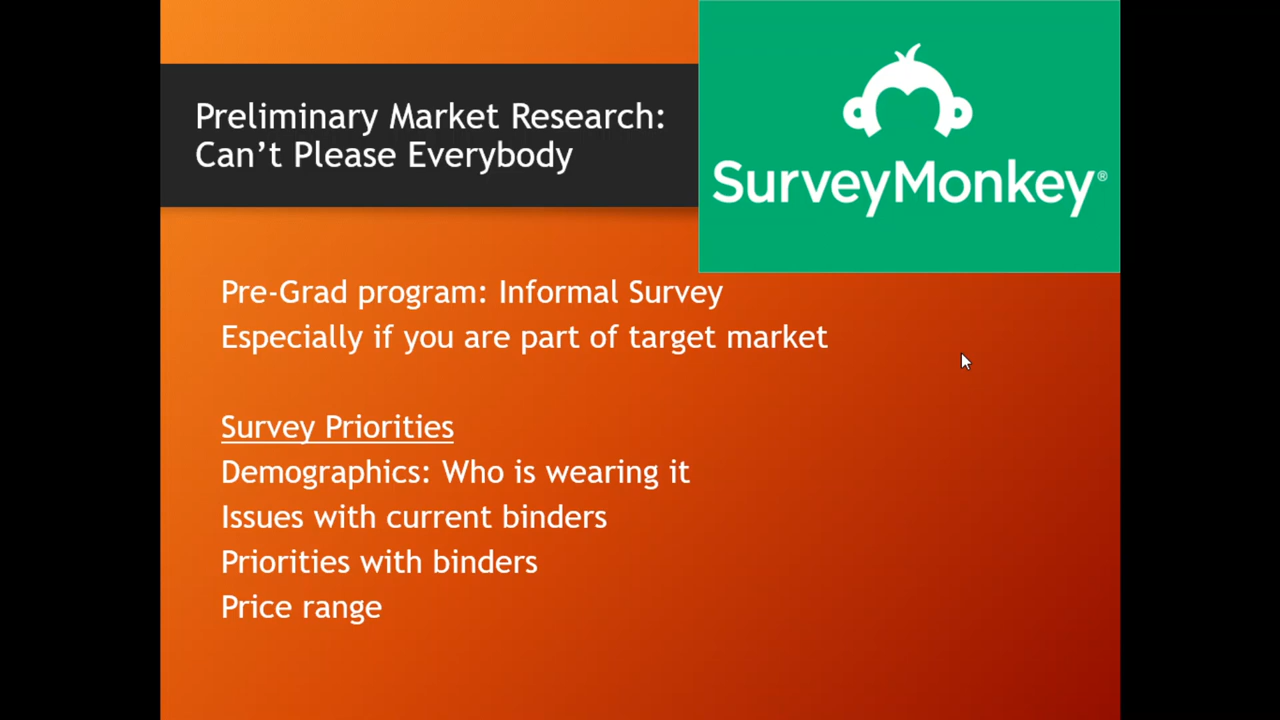 Preliminary Market Research:
Can't Please Everybody
SurveyMonkey®
Pre-Grad program: Informal Survey
Especially if you are part of target market
Survey Priorities
Demographics: Who is wearing it
Issues with current binders
Priorities with binders
Price range